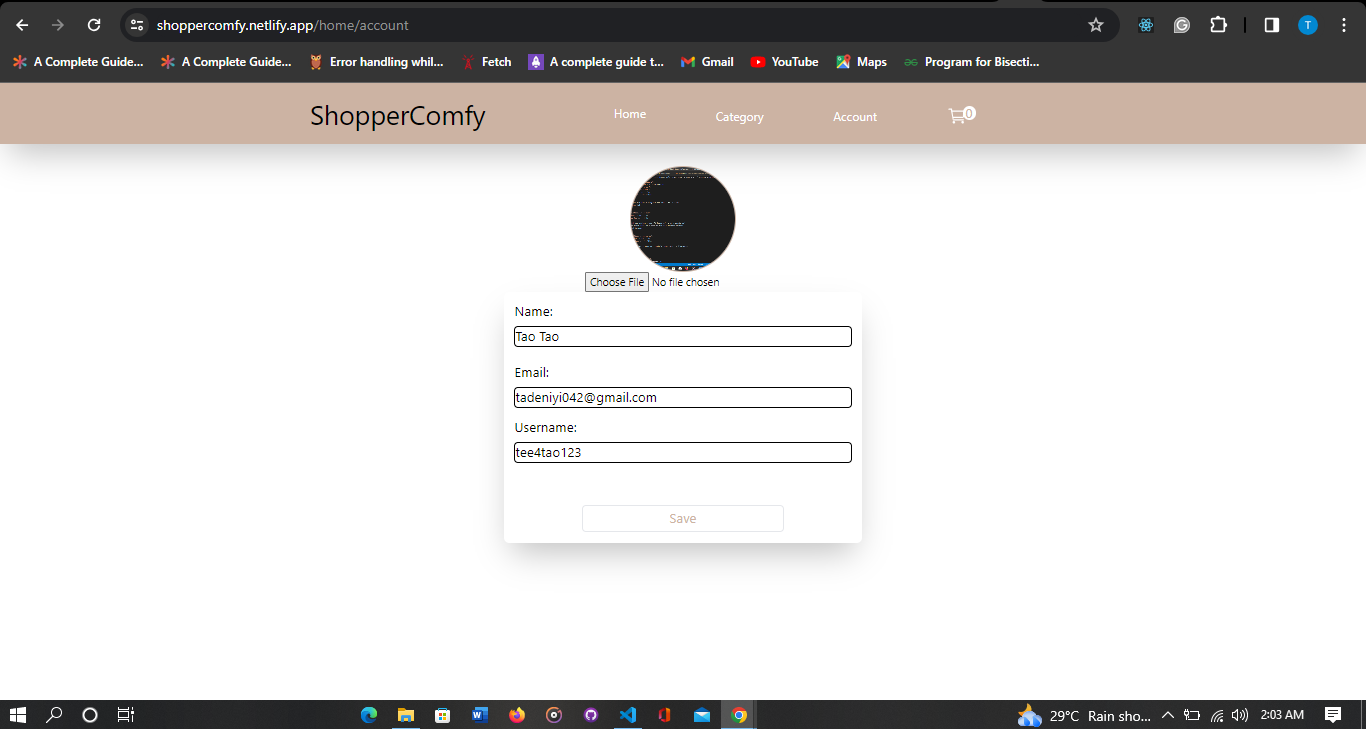 shoppercomfy.netlify.app/home/account
T
A Complete Guide... A Complete Guide... Error handling whil... Fetch A complete guide t... Gmail YouTube Maps Program for Bisecti...
ShopperComfy Home Category Account 0
Choose File No file chosen
Name:
Tao Tao
Email:
tadeniyi042@gmail.com
Username:
tee4tao123
Save
29°C Rain sho... 2:03 AM